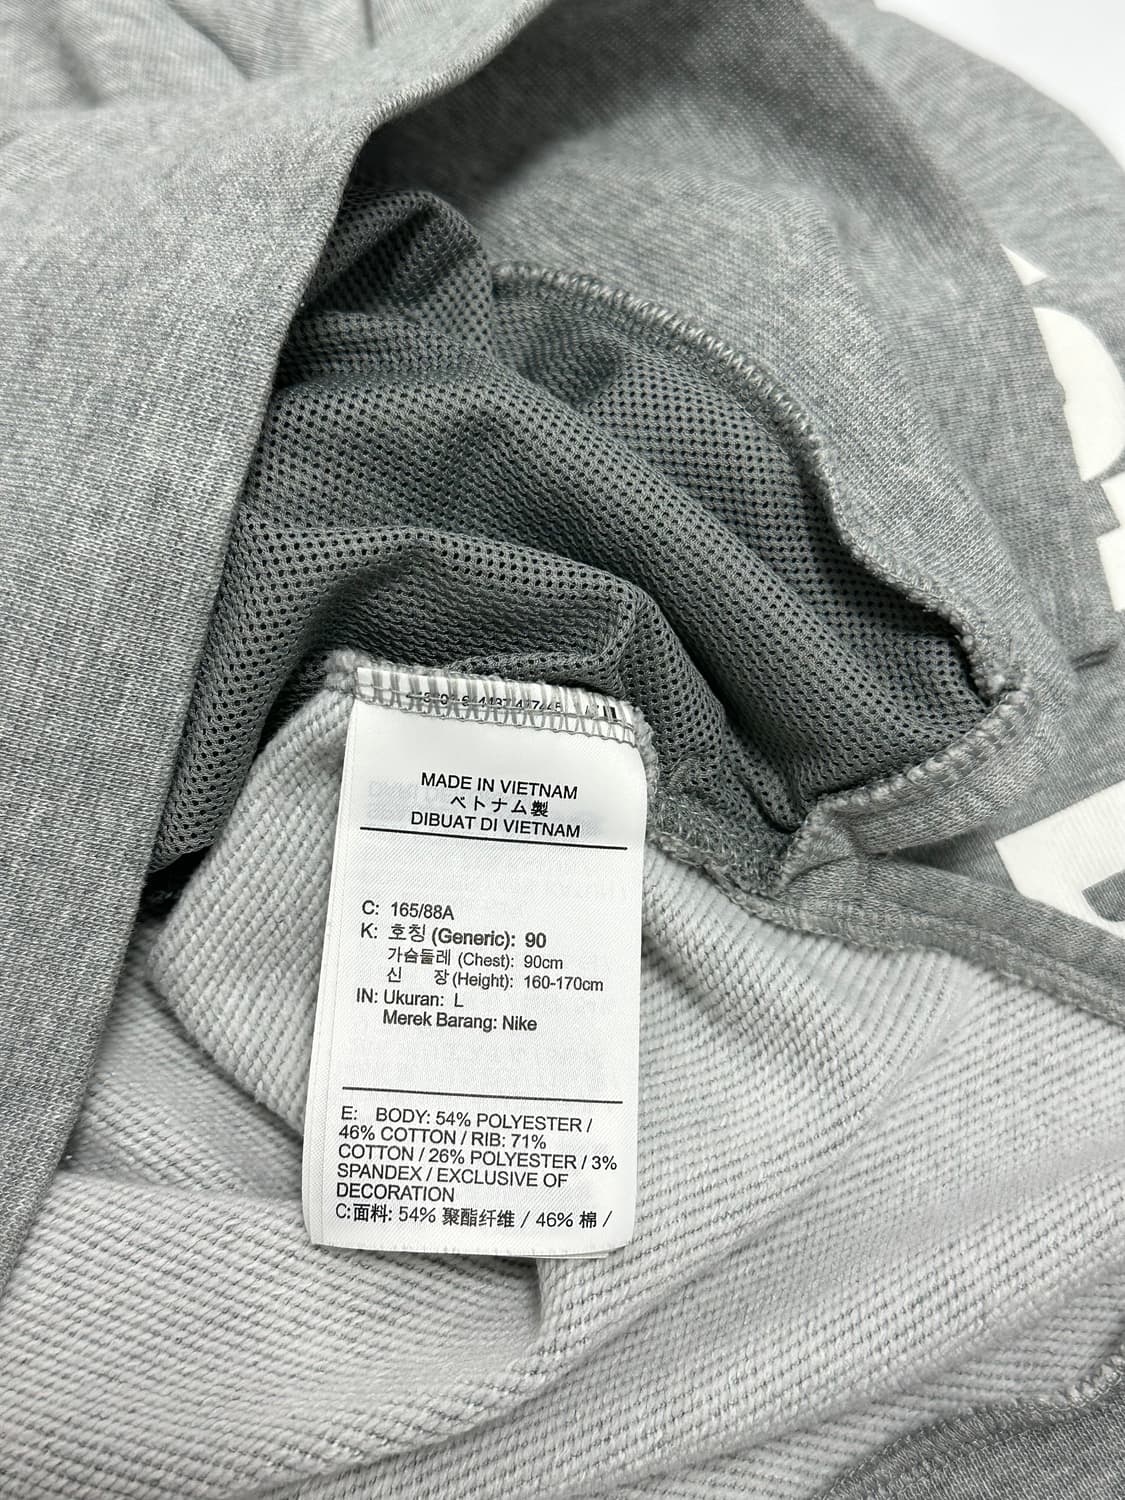 MADE IN VIETNAM
ベトナム製
DIBUAT DI VIETNAM
C: 165/88A
K: 호칭 (Generic): 90
가슴둘레 (Chest): 90cm
신 장 (Height): 160-170cm
IN: Ukuran: L
Merek Barang: Nike
E: BODY: 54% POLYESTER /
46% COTTON / RIB: 71%
COTTON / 26% POLYESTER / 3%
SPANDEX / EXCLUSIVE OF
DECORATION
C:面料: 54% 聚酯纤维 / 46% 棉 /